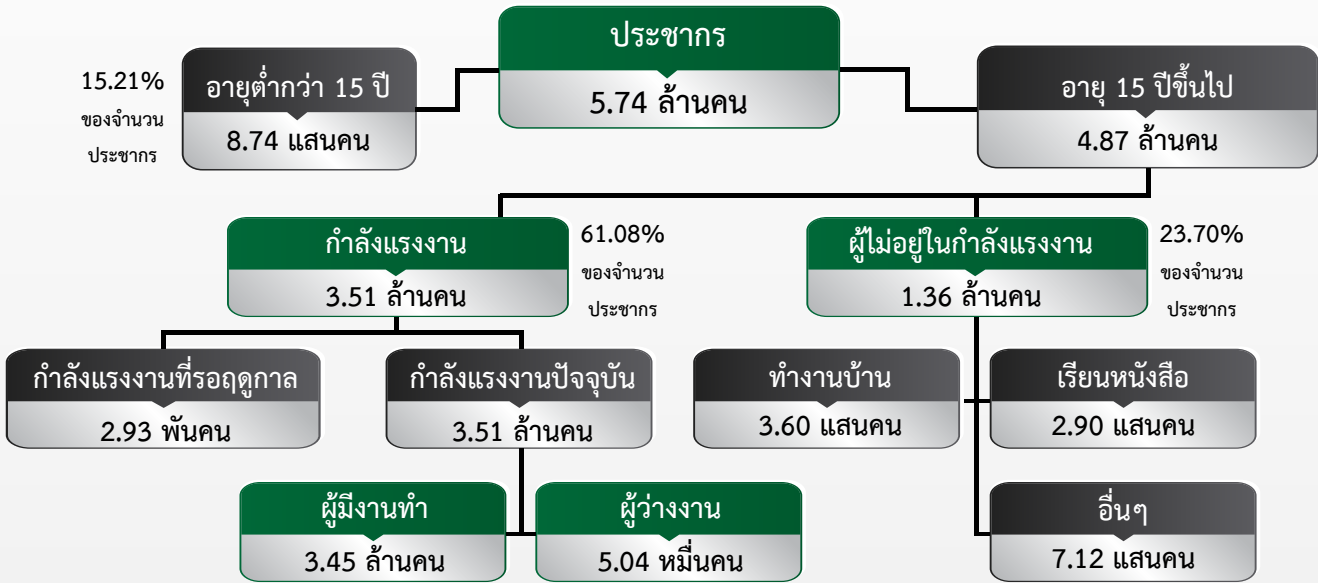 ประชากร
5.74 ล้านคน
15.21%
ของจำนวน
ประชากร
อายุต่ำกว่า 15 ปี
8.74 แสนคน
อายุ 15 ปีขึ้นไป
4.87 ล้านคน
กำลังแรงงาน
3.51 ล้านคน
61.08%
ของจำนวน
ประชากร
ผู้ไม่อยู่ในกำลังแรงงาน
1.36 ล้านคน
23.70%
ของจำนวน
ประชากร
กำลังแรงงานที่รอฤดูกาล
2.93 พันคน
กำลังแรงงานปัจจุบัน
3.51 ล้านคน
ทำงานบ้าน
3.60 แสนคน
เรียนหนังสือ
2.90 แสนคน
ผู้มีงานทำ
3.45 ล้านคน
ผู้ว่างงาน
5.04 หมื่นคน
อื่นๆ
7.12 แสนคน